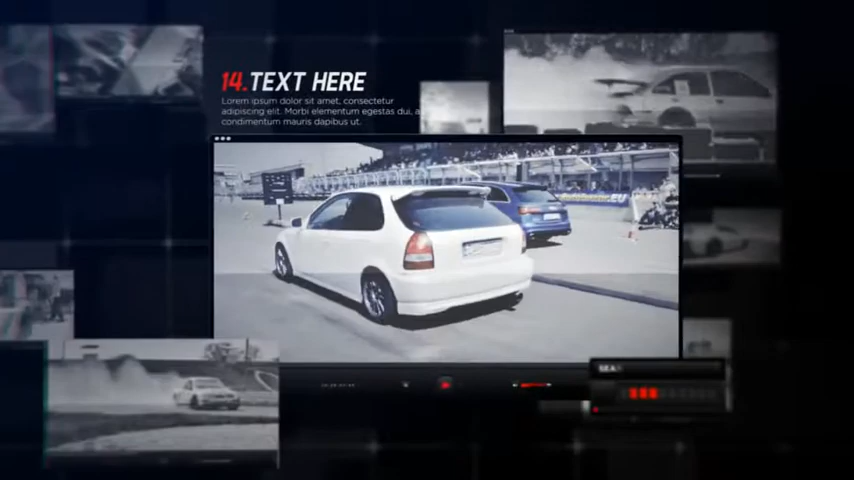 14. TEXT HERE
Lorem ipsum dolor sit amet, consectetur
adipiscing elit. Morbi elementum egestas dui, a
condimentum mauris dapibus ut.
.EU